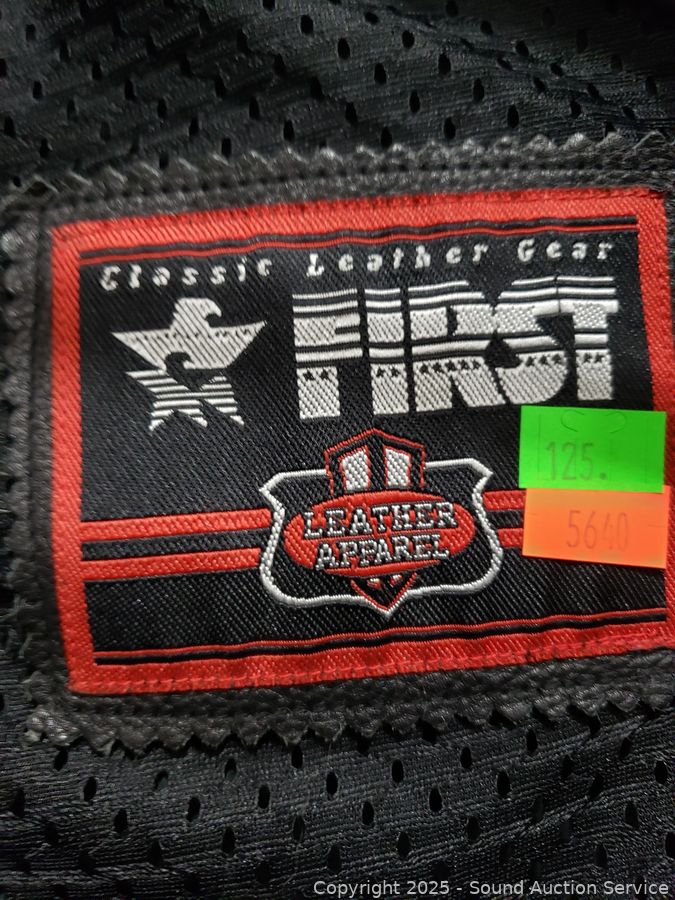 Classic Leather Gear
FIRST
125.
5640
LEATHER
APPAREL
Copyright 2025 - Sound Auction Service